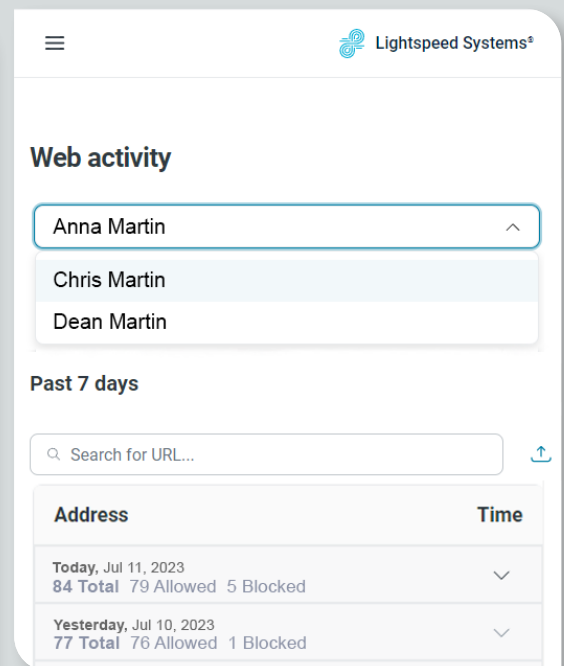 Lightspeed Systems®
Web activity
Anna Martin
Chris Martin
Dean Martin
Past 7 days
Search for URL...
Address Time
Today, Jul 11, 2023
84 Total 79 Allowed 5 Blocked
Yesterday, Jul 10, 2023
77 Total 76 Allowed 1 Blocked